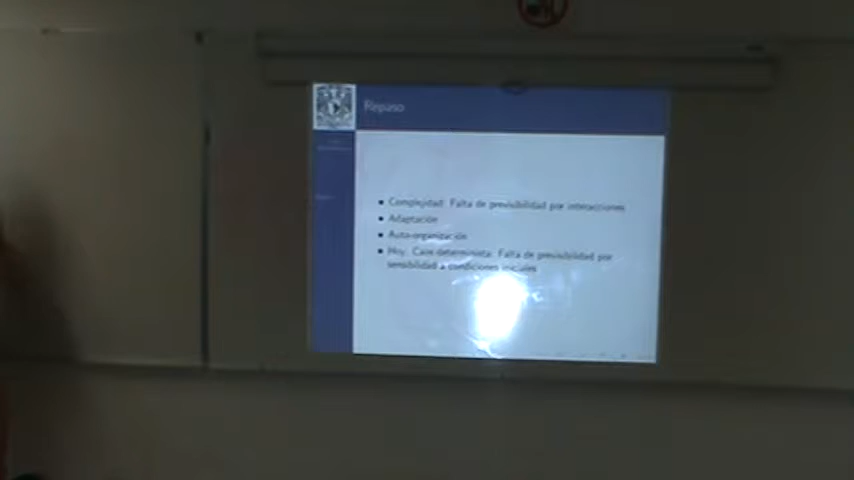 Repaso
Complejidad: Falta de previsibilidad por interacciones
Adaptación
Auto-organización
Hoy: Caos determinista: Falta de previsibilidad por
sensibilidad a condiciones iniciales